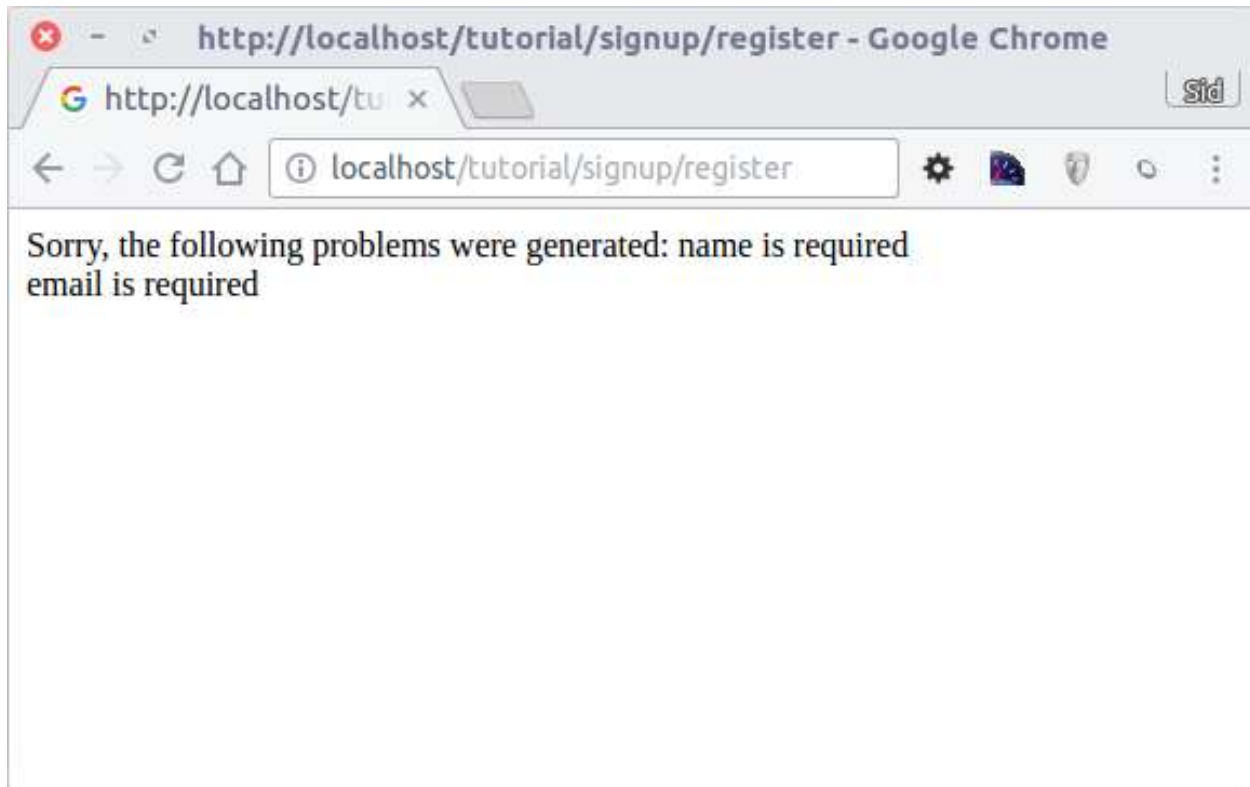 http://localhost/tutorial/signup/register - Google Chrome
http://localhost/tu
Sid
localhost/tutorial/signup/register
Sorry, the following problems were generated: name is required
email is required